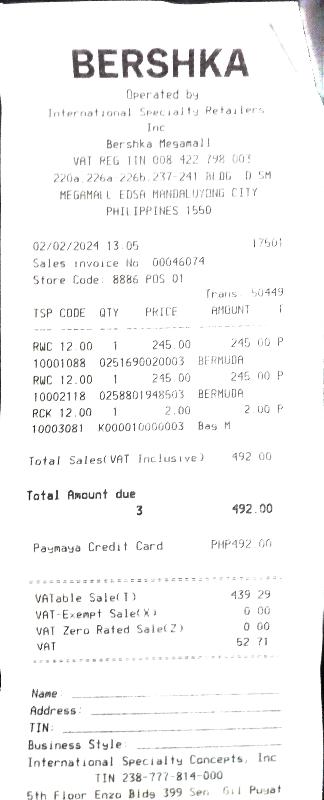 BERSHKA
Operated by
International Specialty Retailers
Inc
Bershka Megamall
VAT REG TIN 008 422 798 003
220a.226a 226b.237-241 BLDG D SM
MEGAMALL EDSA MANDALUYONG CITY
PHILIPPINES 1550
02/02/2024 13.05 17501
Sales invoice No 00046074
Store Code: 8886 POS 01
Trans. 50449
TSP CODE QTY PRICE AMOUNT T
RWC 12.00 1 245.00 245.00 P
10001088 0251690020003 BERMUDA
RWC 12.00 1 245.00 245.00 P
10002118 0258801948503 BERMUDA
RCK 12.00 1 2.00 2.00 P
10003081 K000010000003 Bag M
Total Sales(VAT Inclusive) 492.00
Total Amount due
3 492.00
Paymaya Credit Card PHP492.00
VATable Sale(T) 439.29
VAT-Exempt Sale(X) 0.00
VAT Zero Rated Sale(Z) 0.00
VAT 52.71
Name
Address:
TIN:
Business Style:
International Specialty Concepts, Inc
TIN 238-777-814-000
5th Floor Enzo Bldg 399 Sen. Gil Puyat